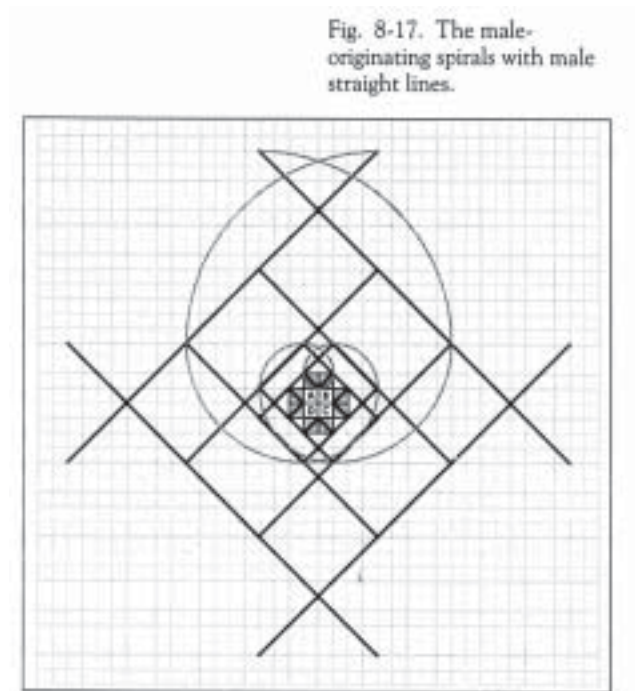 Fig. 8-17. The male-
originating spirals with male
straight lines.